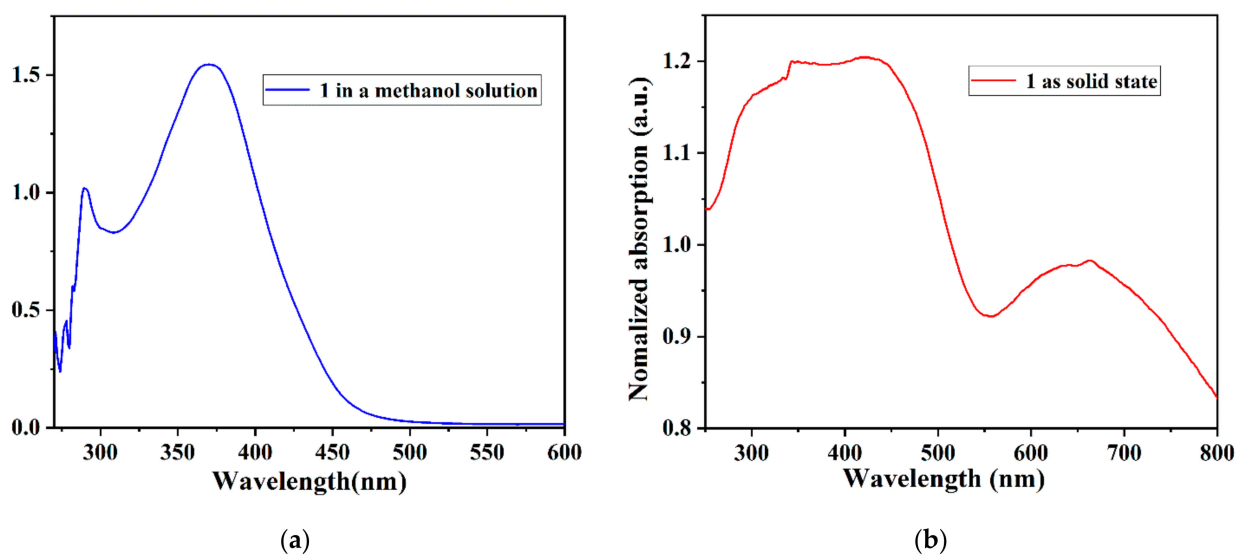 1.5
1.0
0.5
0.0
300 350 400 450 500 550 600
Wavelength(nm)
1 in a methanol solution
(a)
Nomalized absorption (a.u.)
1.2
1.1
1.0
0.9
0.8
300 400 500 600 700 800
Wavelength (nm)
1 as solid state
(b)